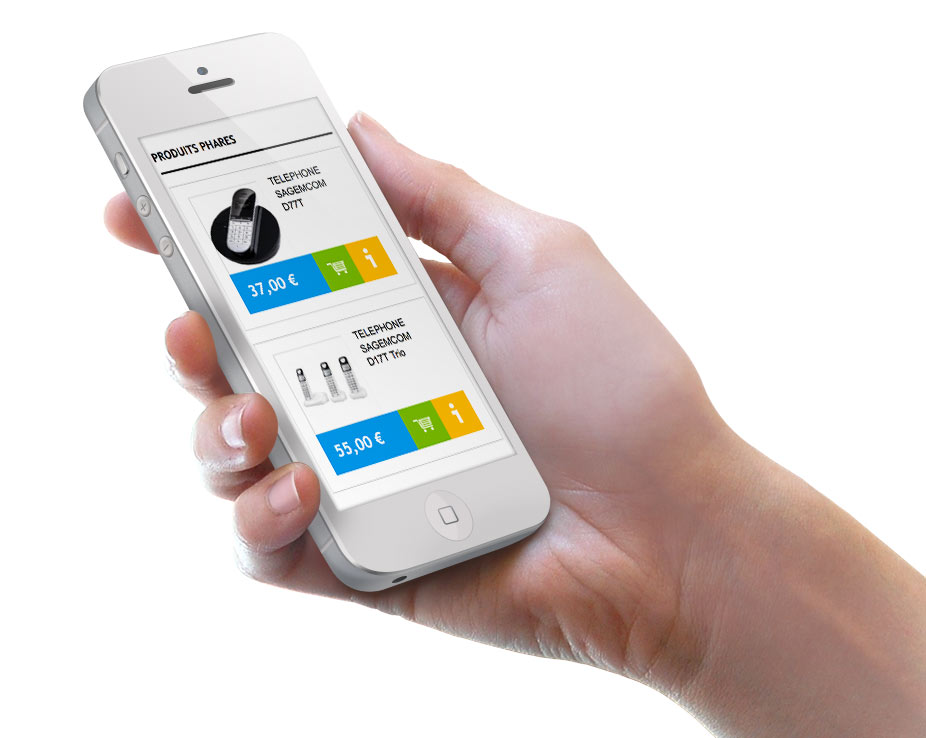 PRODUITS PHARES
TELEPHONE
SAGEMCOM
D77T
37,00 €
TELEPHONE
SAGEMCOM
D17T Trio
55,00 €